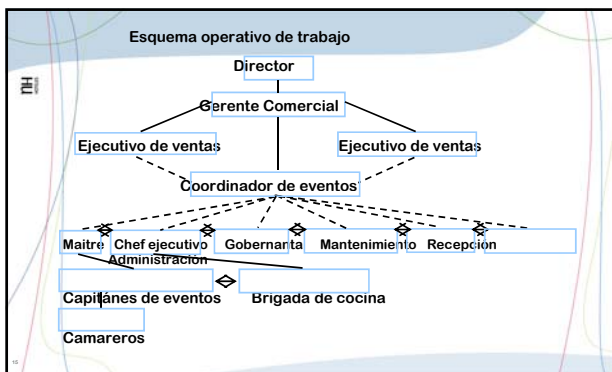 Esquema operativo de trabajo
Director
Gerente Comercial
Ejecutivo de ventas
Ejecutivo de ventas
Coordinador de eventos
Maitre Chef ejecutivo Gobernanta Mantenimiento Recepción
Administración
Capitánes de eventos Brigada de cocina
Camareros